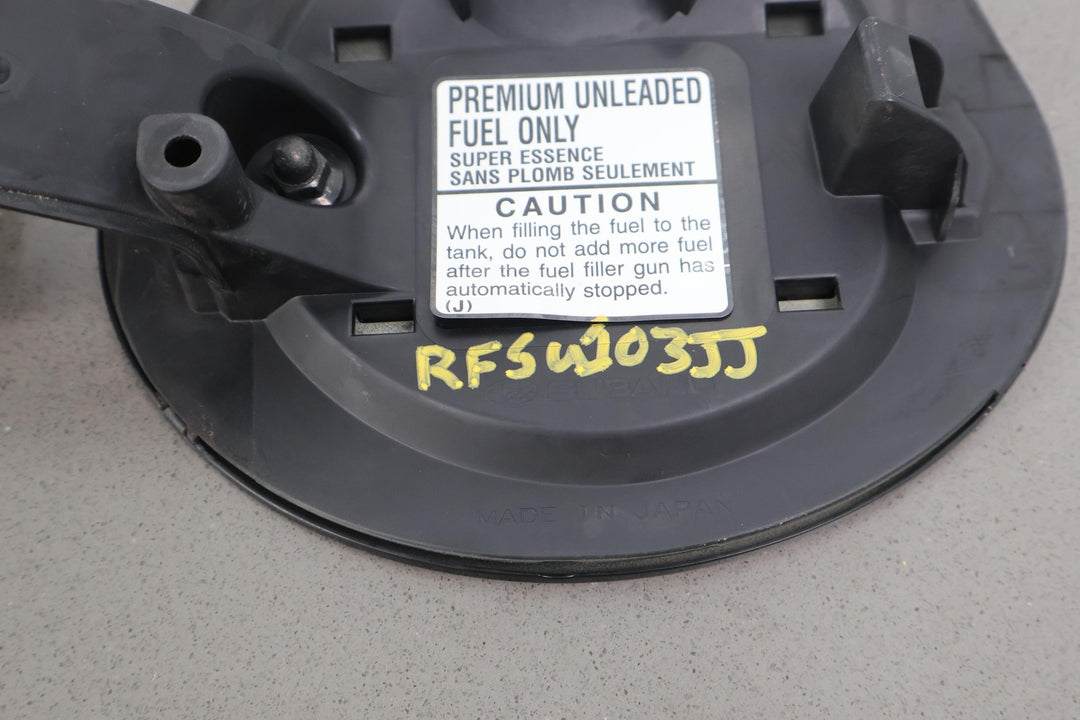 PREMIUM UNLEADED
FUEL ONLY
SUPER ESSENCE
SANS PLOMB SEULEMENT
CAUTION
When filling the fuel to the
tank, do not add more fuel
after the fuel filler gun has
automatically stopped.
(J)
RFSW103JJ
SUBARU
MADE IN JAPAN